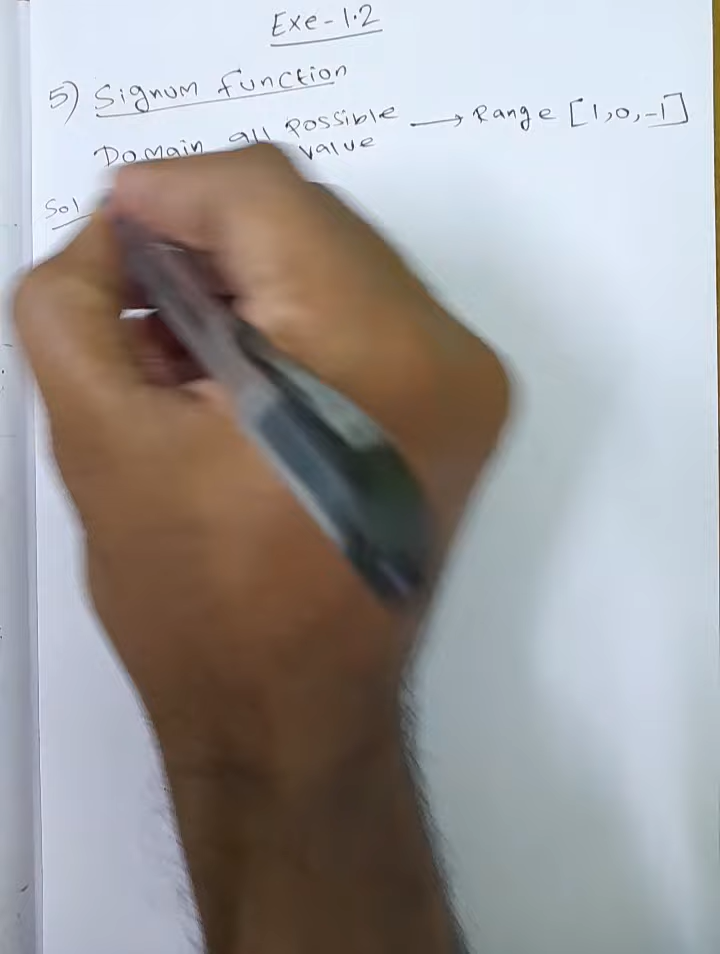 Exe-1.2
5) Signum function
Domain all possible value → Range [1,0,-1]
Sol